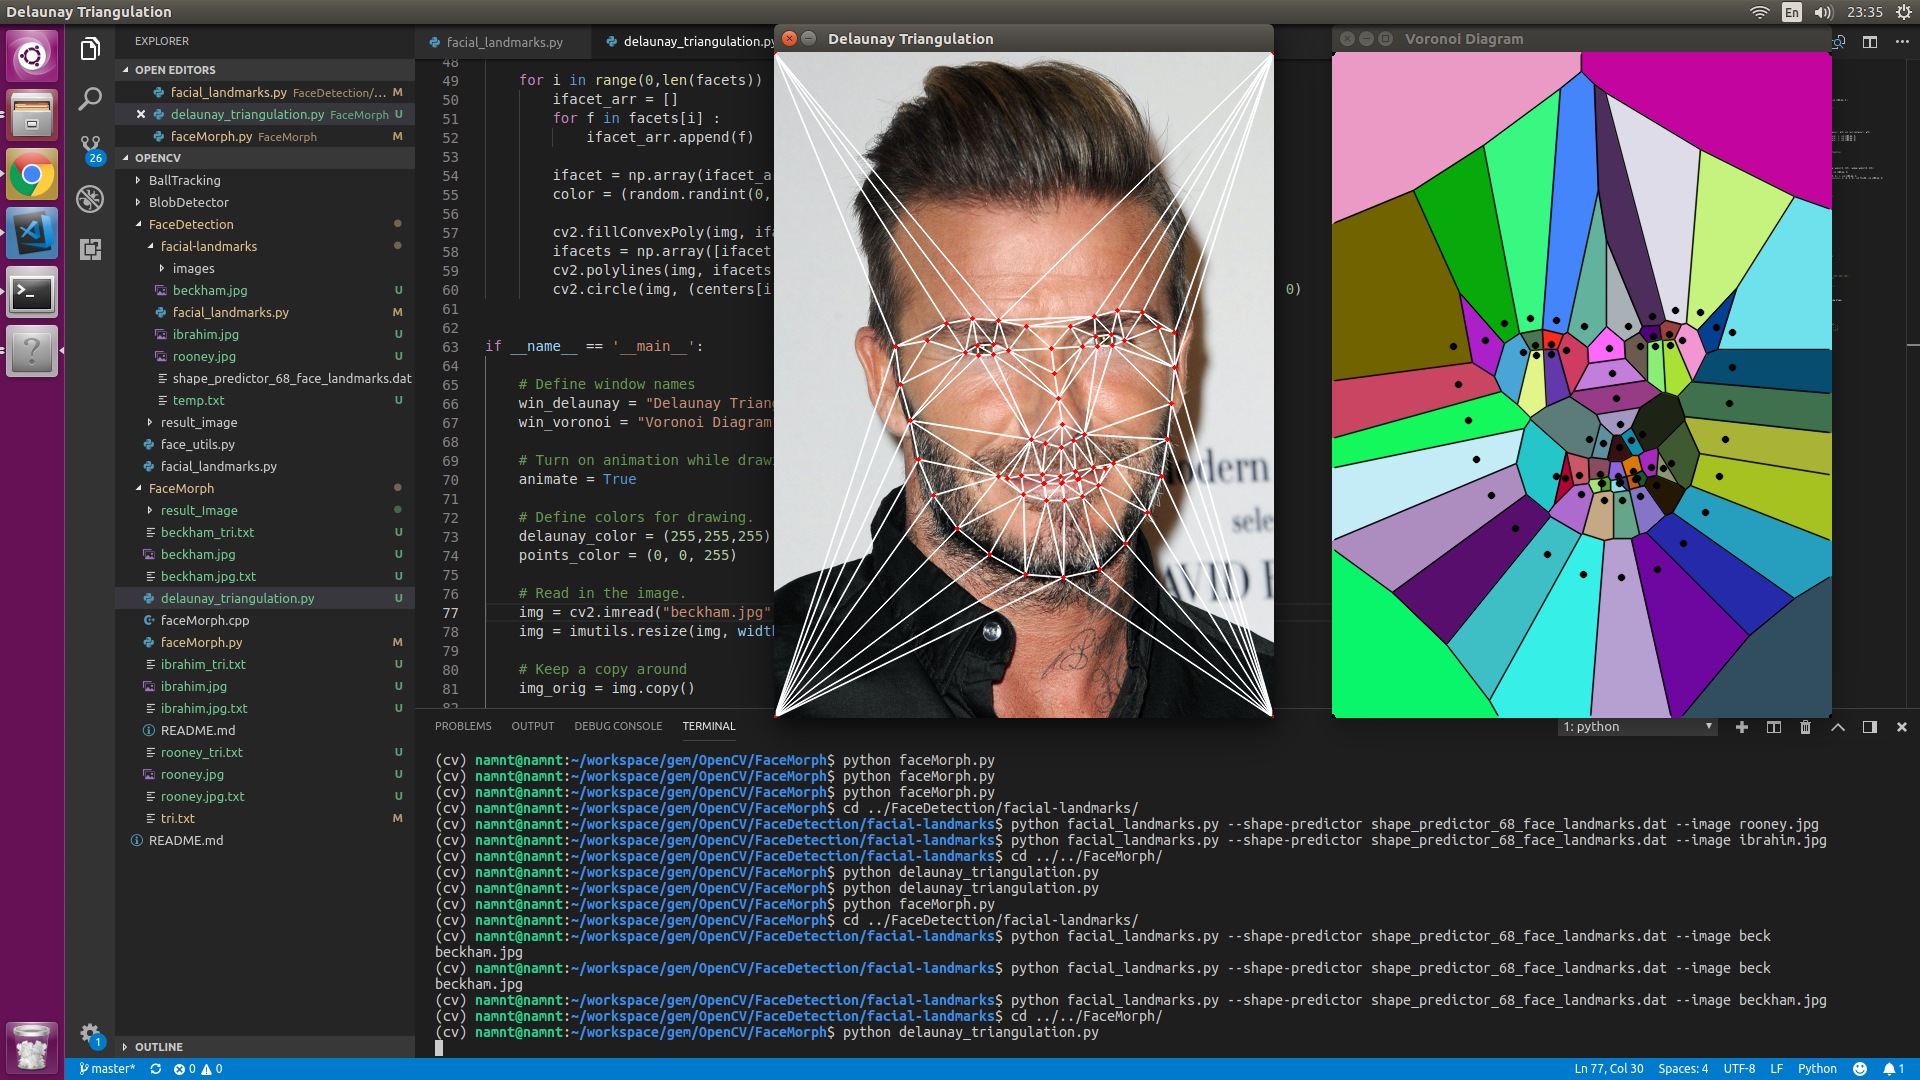 Delaunay Triangulation
En
23:35
EXPLORER
OPEN EDITORS
facial_landmarks.py FaceDetection/... M
delaunay_triangulation.py FaceMorph U
faceMorph.py FaceMorph M
OPENCV
BallTracking
BlobDetector
FaceDetection
facial-landmarks
images
beckham.jpg U
facial_landmarks.py M
ibrahim.jpg U
rooney.jpg U
shape_predictor_68_face_landmarks.dat
temp.txt U
result_image
face_utils.py
facial_landmarks.py
FaceMorph
result_Image
beckham_tri.txt U
beckham.jpg U
beckham.jpg.txt U
delaunay_triangulation.py U
faceMorph.cpp
faceMorph.py M
ibrahim_tri.txt U
ibrahim.jpg U
ibrahim.jpg.txt U
README.md
rooney_tri.txt U
rooney.jpg U
rooney.jpg.txt U
tri.txt M
README.md
OUTLINE
26
1
facial_landmarks.py
delaunay_triangulation.py
48
49 for i in range(0,len(facets))
50 ifacet_arr = []
51 for f in facets[i] :
52 ifacet_arr.append(f)
53
54 ifacet = np.array(ifacet_a
55 color = (random.randint(0,
56
57 cv2.fillConvexPoly(img, ifa
58 ifacets = np.array([ifacet
59 cv2.polylines(img, ifacets
60 cv2.circle(img, (centers[i 0)
61
62
63 if __name__ == '__main__':
64
65 # Define window names
66 win_delaunay = "Delaunay Trian
67 win_voronoi = "Voronoi Diagram
68
69 # Turn on animation while draw
70 animate = True
71
72 # Define colors for drawing.
73 delaunay_color = (255,255,255)
74 points_color = (0, 0, 255)
75
76 # Read in the image.
77 img = cv2.imread("beckham.jpg"
78 img = imutils.resize(img, width
79
80 # Keep a copy around
81 img_orig = img.copy()
82
Delaunay Triangulation
odern
sele
AVID
Voronoi Diagram
PROBLEMS OUTPUT DEBUG CONSOLE TERMINAL
1: python
(cv) namnt@namnt:~/workspace/gem/OpenCV/FaceMorph$ python faceMorph.py
(cv) namnt@namnt:~/workspace/gem/OpenCV/FaceMorph$ python faceMorph.py
(cv) namnt@namnt:~/workspace/gem/OpenCV/FaceMorph$ python faceMorph.py
(cv) namnt@namnt:~/workspace/gem/OpenCV/FaceMorph$ cd ../FaceDetection/facial-landmarks/
(cv) namnt@namnt:~/workspace/gem/OpenCV/FaceDetection/facial-landmarks$ python facial_landmarks.py --shape-predictor shape_predictor_68_face_landmarks.dat --image rooney.jpg
(cv) namnt@namnt:~/workspace/gem/OpenCV/FaceDetection/facial-landmarks$ python facial_landmarks.py --shape-predictor shape_predictor_68_face_landmarks.dat --image ibrahim.jpg
(cv) namnt@namnt:~/workspace/gem/OpenCV/FaceDetection/facial-landmarks$ cd ../../FaceMorph/
(cv) namnt@namnt:~/workspace/gem/OpenCV/FaceMorph$ python delaunay_triangulation.py
(cv) namnt@namnt:~/workspace/gem/OpenCV/FaceMorph$ python delaunay_triangulation.py
(cv) namnt@namnt:~/workspace/gem/OpenCV/FaceMorph$ python faceMorph.py
(cv) namnt@namnt:~/workspace/gem/OpenCV/FaceMorph$ cd ../FaceDetection/facial-landmarks/
(cv) namnt@namnt:~/workspace/gem/OpenCV/FaceDetection/facial-landmarks$ python facial_landmarks.py --shape-predictor shape_predictor_68_face_landmarks.dat --image beck
beckham.jpg
(cv) namnt@namnt:~/workspace/gem/OpenCV/FaceDetection/facial-landmarks$ python facial_landmarks.py --shape-predictor shape_predictor_68_face_landmarks.dat --image beck
beckham.jpg
(cv) namnt@namnt:~/workspace/gem/OpenCV/FaceDetection/facial-landmarks$ python facial_landmarks.py --shape-predictor shape_predictor_68_face_landmarks.dat --image beckham.jpg
(cv) namnt@namnt:~/workspace/gem/OpenCV/FaceDetection/facial-landmarks$ cd ../../FaceMorph/
(cv) namnt@namnt:~/workspace/gem/OpenCV/FaceMorph$ python delaunay_triangulation.py
master* 0 0
Ln 77, Col 30 Spaces: 4 UTF-8 LF Python 1